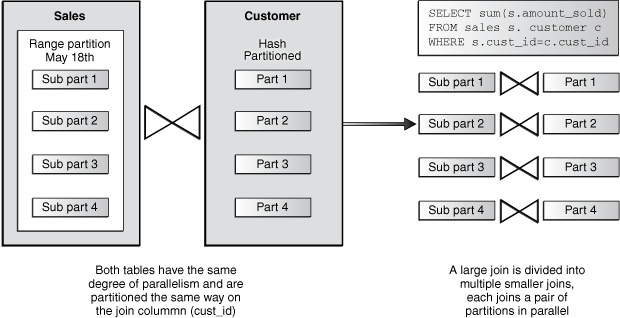 Sales
Range partition
May 18th
Sub part 1
Sub part 2
Sub part 3
Sub part 4
Customer
Hash
Partitioned
Part 1
Part 2
Part 3
Part 4
SELECT sum(s.amount_sold)
FROM sales s. customer c
WHERE s.cust_id=c.cust_id
Sub part 1 Part 1
Sub part 2 Part 2
Sub part 3 Part 3
Sub part 4 Part 4
Both tables have the same
degree of parallelism and are
partitioned the same way on
the join colummn (cust_id)
A large join is divided into
multiple smaller joins,
each joins a pair of
partitions in parallel